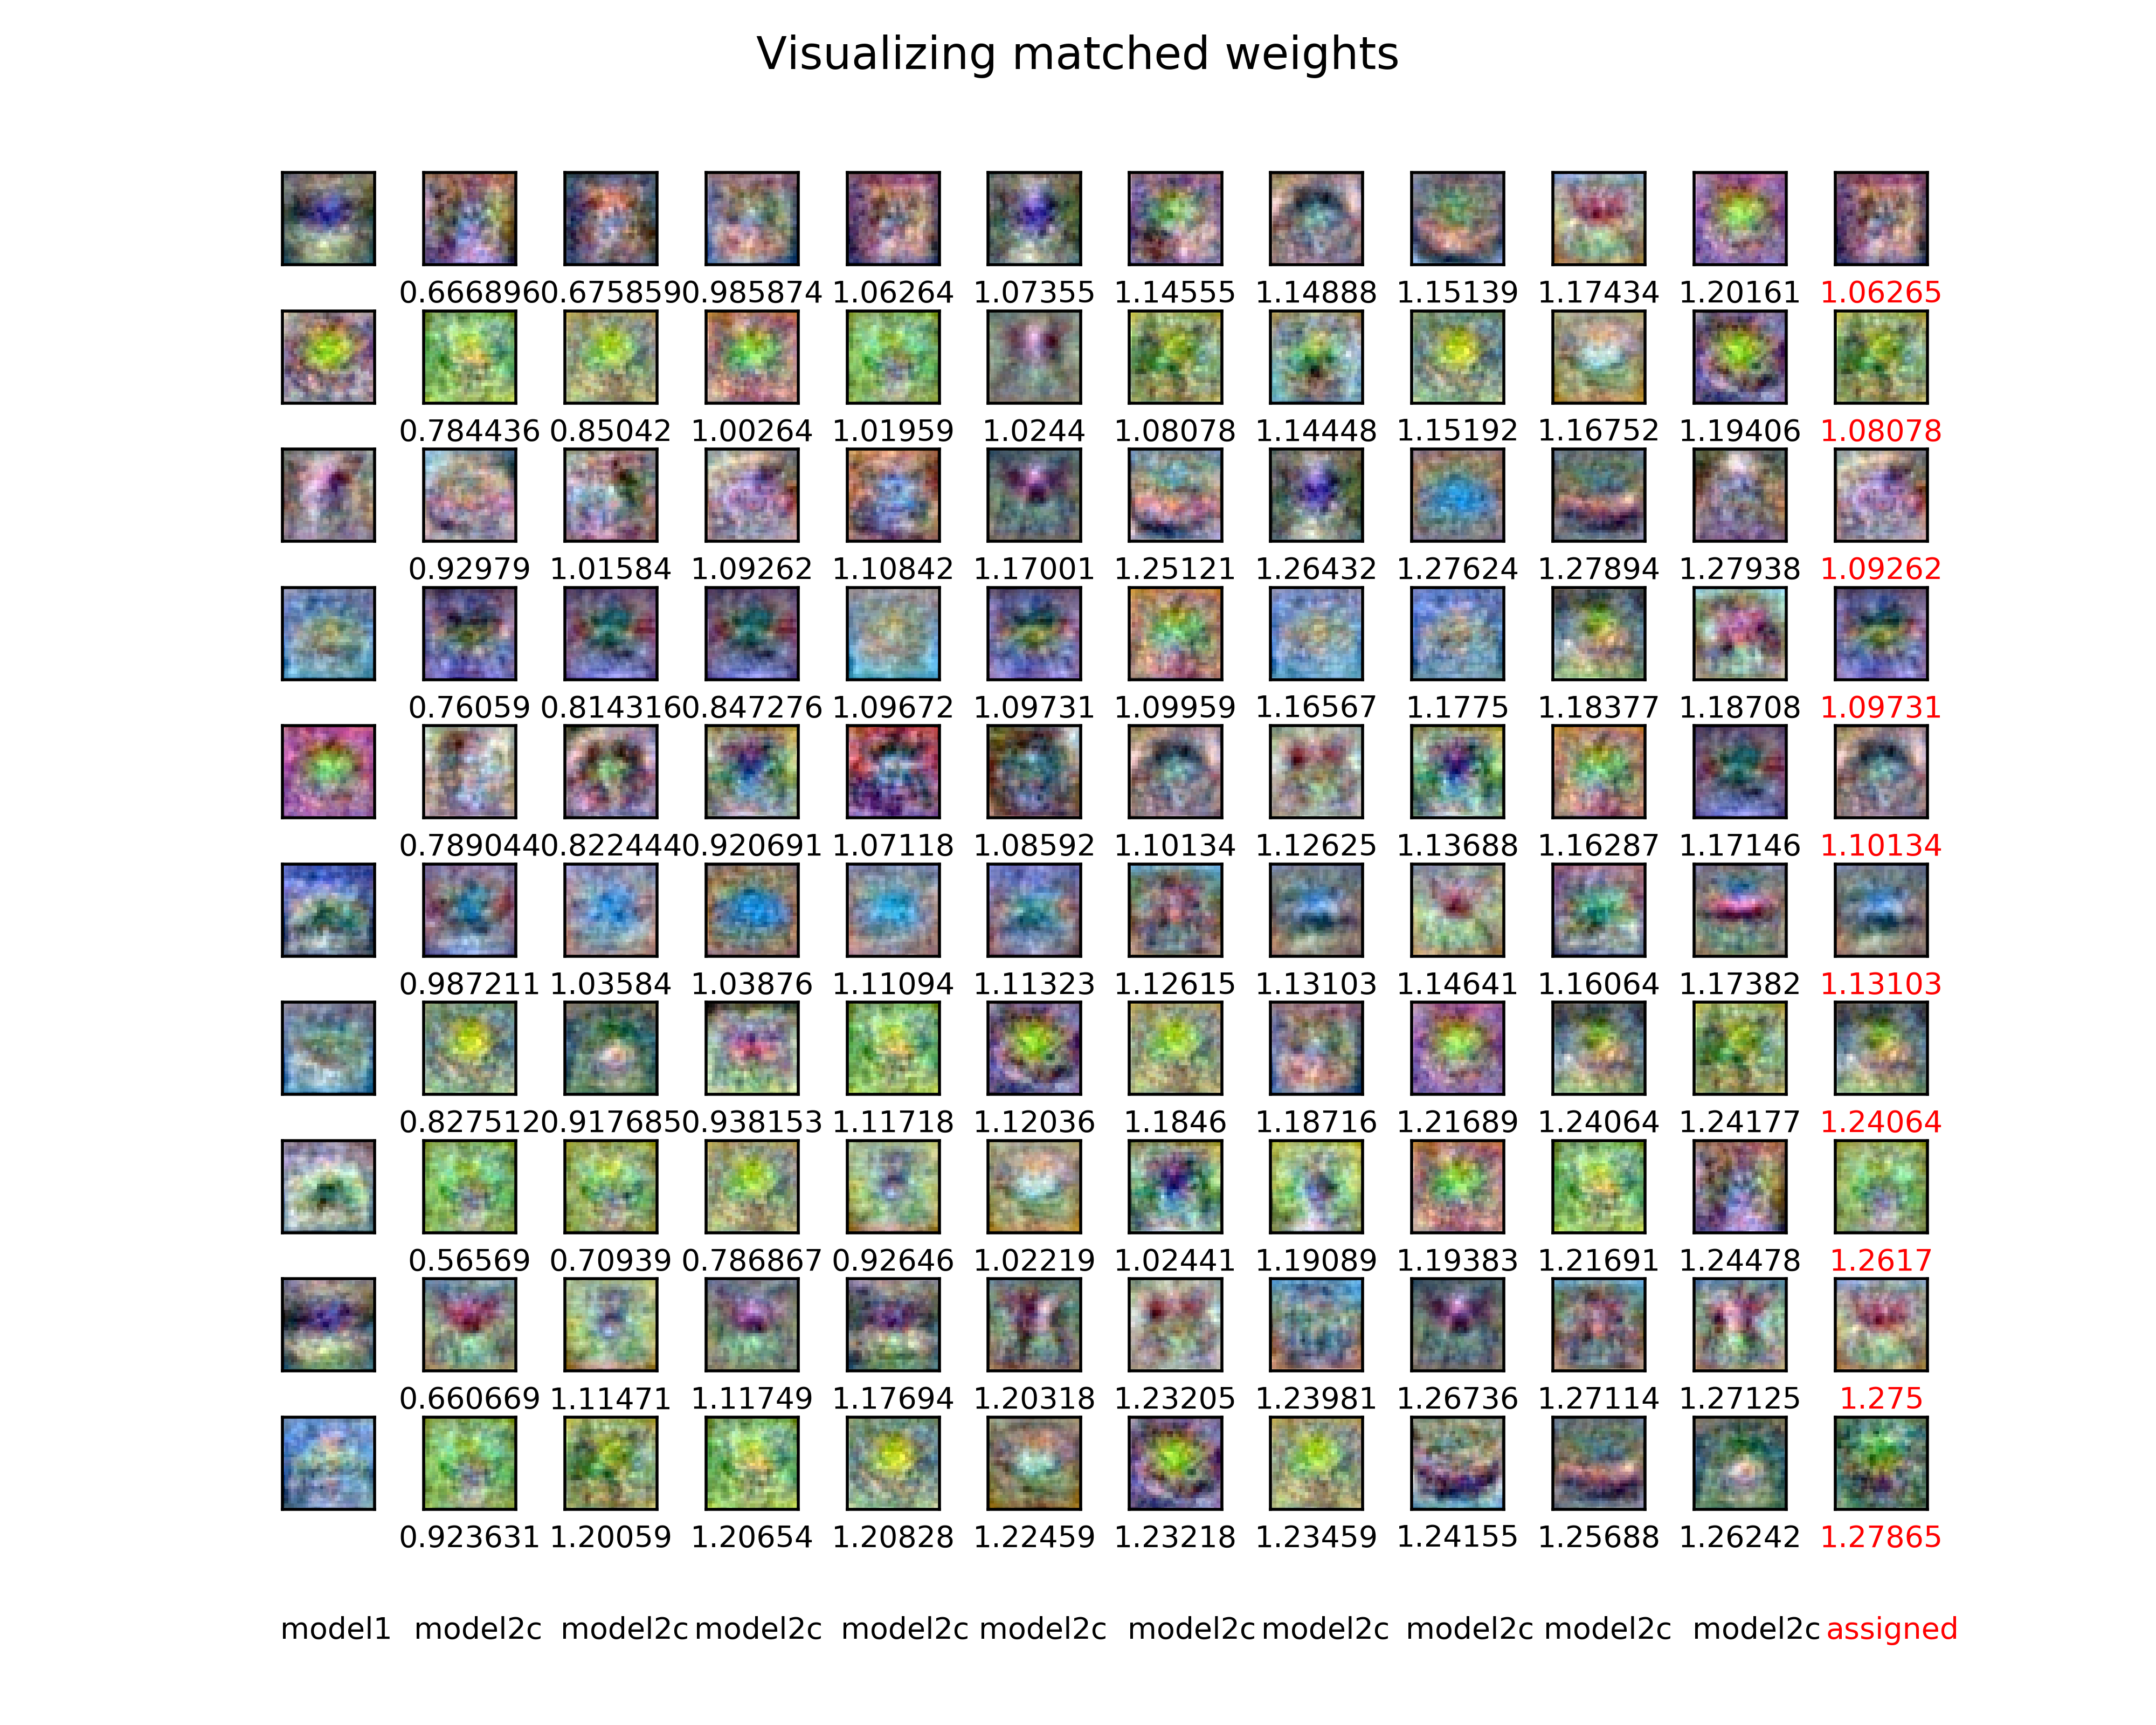 Visualizing matched weights
0.666896 0.675859 0.985874 1.06264 1.07355 1.14555 1.14888 1.15139 1.17434 1.20161 1.06265
0.784436 0.85042 1.00264 1.01959 1.0244 1.08078 1.14448 1.15192 1.16752 1.19406 1.08078
0.92979 1.01584 1.09262 1.10842 1.17001 1.25121 1.26432 1.27624 1.27894 1.27938 1.09262
0.76059 0.814316 0.847276 1.09672 1.09731 1.09959 1.16567 1.1775 1.18377 1.18708 1.09731
0.789044 0.822444 0.920691 1.07118 1.08592 1.10134 1.12625 1.13688 1.16287 1.17146 1.10134
0.987211 1.03584 1.03876 1.11094 1.11323 1.12615 1.13103 1.14641 1.16064 1.17382 1.13103
0.827512 0.917685 0.938153 1.11718 1.12036 1.1846 1.18716 1.21689 1.24064 1.24177 1.24064
0.56569 0.70939 0.786867 0.92646 1.02219 1.02441 1.19089 1.19383 1.21691 1.24478 1.2617
0.660669 1.11471 1.11749 1.17694 1.20318 1.23205 1.23981 1.26736 1.27114 1.27125 1.275
0.923631 1.20059 1.20654 1.20828 1.22459 1.23218 1.23459 1.24155 1.25688 1.26242 1.27865
model1 model2c model2c model2c model2c model2c model2c model2c model2c model2c model2c assigned